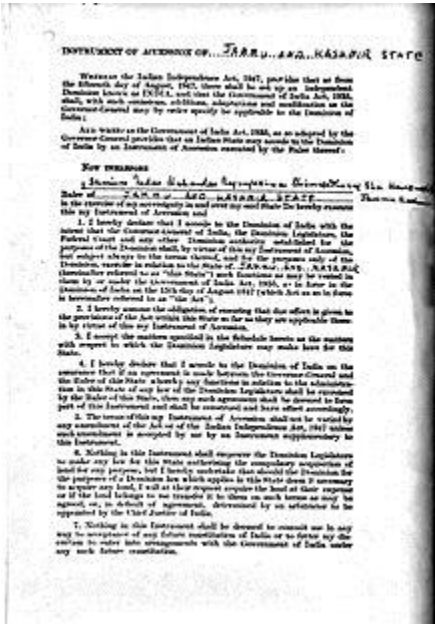 INSTRUMENT OF ACCESSION OF JAMMU AND KASHMIR STATE
WHEREAS the Indian Independence Act, 1947, provides that as from
the fifteenth day of August, 1947, there shall be set up an independent
Dominion known as INDIA, and that the Government of India Act, 1935,
shall, with such omissions, additions, adaptations and modifications as the
Governor-General may by order specify be applicable to the Dominion of
India;
AND WHEREAS the Government of India Act, 1935, as so adapted by the
Governor-General provides that an Indian State may accede to the Dominion
of India by an Instrument of Accession executed by the Ruler thereof:
NOW THEREFORE
I Shriman Inder Mahander Rajrajeshwar
Ruler of JAMMU AND KASHMIR STATE
in the exercise of my sovereignty in and over my said State Do hereby execute
this my Instrument of Accession and
1. I hereby declare that I accede to the Dominion of India with the
intent that the Governor-General of India, the Dominion Legislature, the
Federal Court and any other Dominion authority established for the
purposes of the Dominion shall, by virtue of this my Instrument of Accession,
but subject always to the terms thereof, and for the purposes only of the
Dominion, exercise in relation to the State of JAMMU AND KASHMIR
(hereinafter referred to as "this State") such functions as may be vested in
them by or under the Government of India Act, 1935, as in force in the
Dominion of India on the 15th day of August 1947 (which Act as so in force
is hereinafter referred to as "the Act").
2. I hereby assume the obligation of ensuring that due effect is given to
the provisions of the Act within this State so far as they are applicable therein
by virtue of this my Instrument of Accession.
3. I accept the matters specified in the Schedule hereto as the matters
with respect to which the Dominion Legislature may make laws for this
State.
4. I hereby declare that I accede to the Dominion of India on the
assurance that if an agreement is made between the Governor-General and
the Ruler of this State whereby any functions in relation to the administra-
tion in this State of any law of the Dominion Legislature shall be exercised
by the Ruler of this State, then any such agreement shall be deemed to form
part of this Instrument and shall be construed and have effect accordingly.
5. The terms of this my Instrument of Accession shall not be varied by
any amendment of the Act or of the Indian Independence Act, 1947 unless
such amendment is accepted by me by an Instrument supplementary to
this Instrument.
6. Nothing in this Instrument shall empower the Dominion Legislature
to make any law for this State authorising the compulsory acquisition of
land for any purpose, but I hereby undertake that should the Dominion for
the purposes of a Dominion law which applies in this State deem it necessary
to acquire any land, I will at their request acquire the land at their expense
or if the land belongs to me transfer it to them on such terms as may be
agreed, or, in default of agreement, determined by an arbitrator to be
appointed by the Chief Justice of India.
7. Nothing in this Instrument shall be deemed to commit me in any
way to acceptance of any future constitution of India or to fetter my dis-
cretion to enter into arrangements with the Government of India under
any such future constitution.